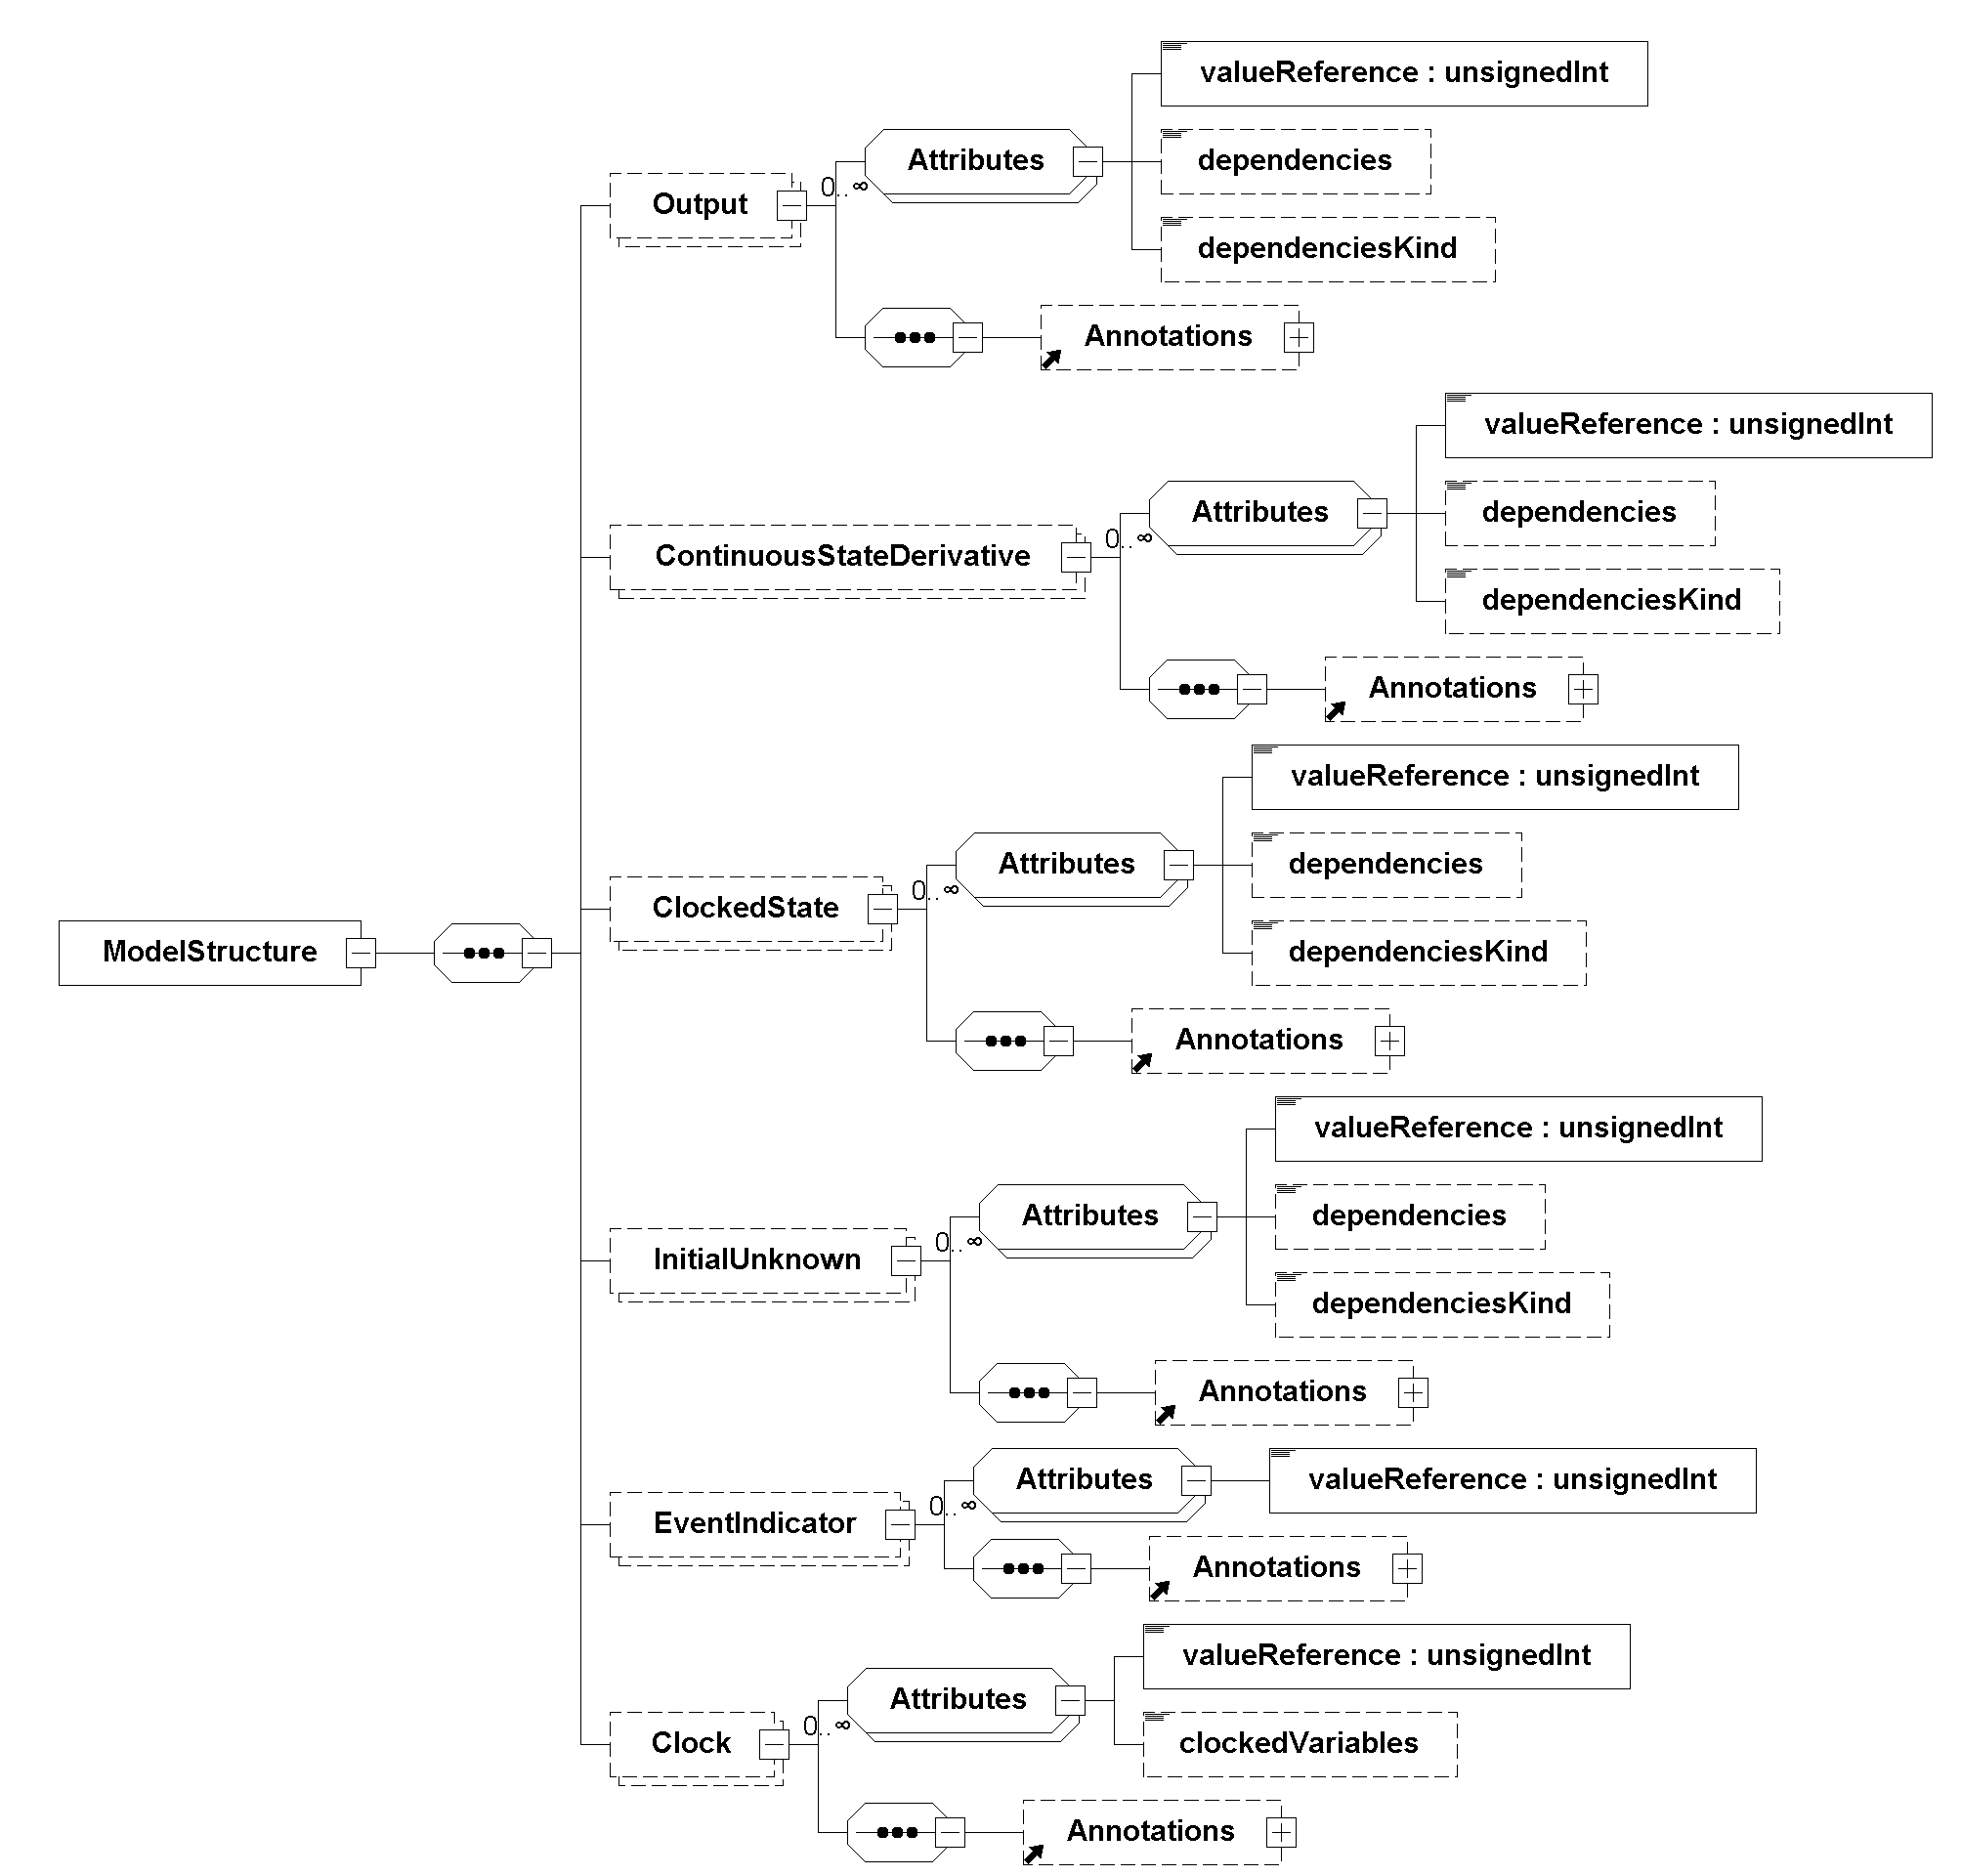 valueReference : unsignedInt
Attributes
dependencies
0..∞
Output
dependenciesKind
Annotations
valueReference : unsignedInt
Attributes
dependencies
0..∞
ContinuousStateDerivative
dependenciesKind
Annotations
valueReference : unsignedInt
Attributes
dependencies
0..∞
ClockedState
ModelStructure
dependenciesKind
Annotations
valueReference : unsignedInt
Attributes
dependencies
0..∞
InitialUnknown
dependenciesKind
Annotations
Attributes
valueReference : unsignedInt
0..∞
EventIndicator
Annotations
valueReference : unsignedInt
Attributes
0..∞
Clock
clockedVariables
Annotations